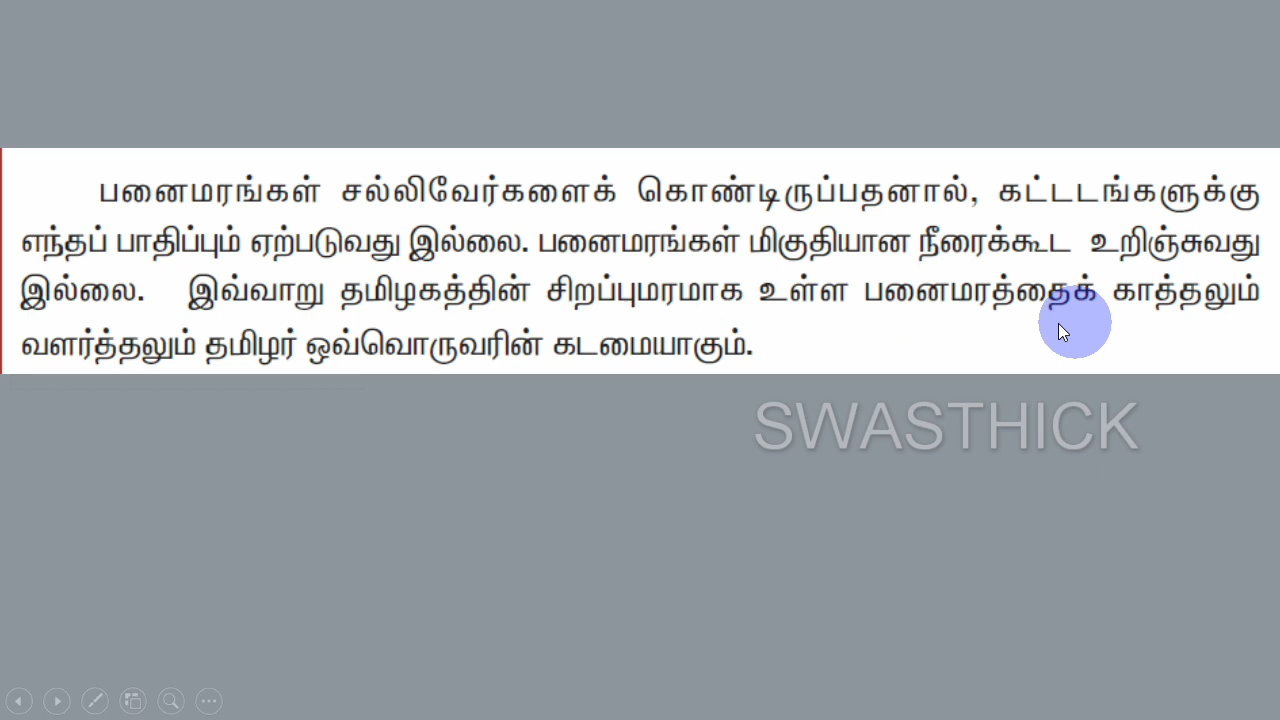 பனைமரங்கள் சல்லிவேர்களைக் கொண்டிருப்பதனால், கட்டடங்களுக்கு
எந்தப் பாதிப்பும் ஏற்படுவது இல்லை. பனைமரங்கள் மிகுதியான நீரைக்கூட உறிஞ்சுவது
இல்லை. இவ்வாறு தமிழகத்தின் சிறப்புமரமாக உள்ள பனைமரத்தைக் காத்தலும்
வளர்த்தலும் தமிழர் ஒவ்வொருவரின் கடமையாகும்.
SWASTHICK